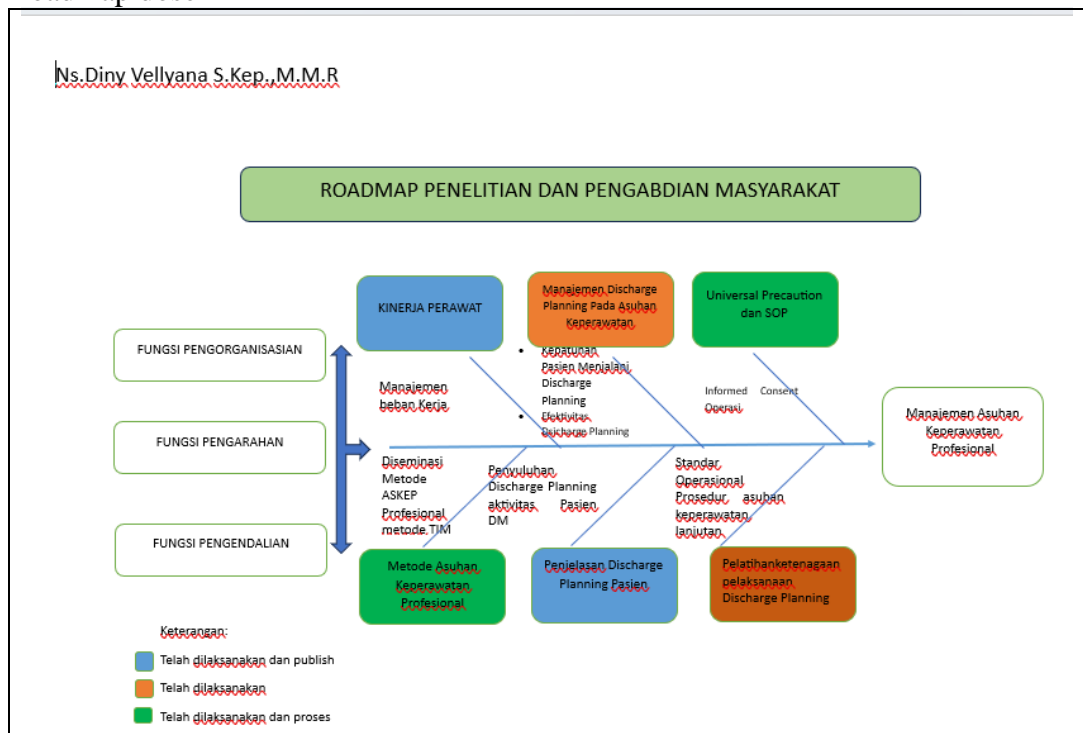 Ns.Diny Vellyana S.Kep.,M.M.R
ROADMAP PENELITIAN DAN PENGABDIAN MASYARAKAT
KINERJA PERAWAT
Manajemen Discharge
Planning Pada Asuhan
Keperawatan
Universal Precaution
dan SOP
FUNGSI PENGORGANISASIAN
FUNGSI PENGARAHAN
FUNGSI PENGENDALIAN
Manajemen
beban Kerja
• Kepatuhan
Pasien Menjalani
Discharge
Planning
• Efektivitas
Discharge Planning
Informed Consent
Operasi
Manajemen Asuhan
Keperawatan
Profesional
Diseminasi
Metode
ASKEP
Profesional
metode TIM
Penyuluhan
Discharge Planning
aktivitas Pasien
DM
Standar
Operasional
Prosedur asuhan
keperawatan
lanjutan
Metode Asuhan
Keperawatan
Profesional
Penjelasan Discharge
Planning Pasien
Pelatihanketenagaan
pelaksanaan
Discharge Planning
Keterangan:
Telah dilaksanakan dan publish
Telah dilaksanakan
Telah dilaksanakan dan proses